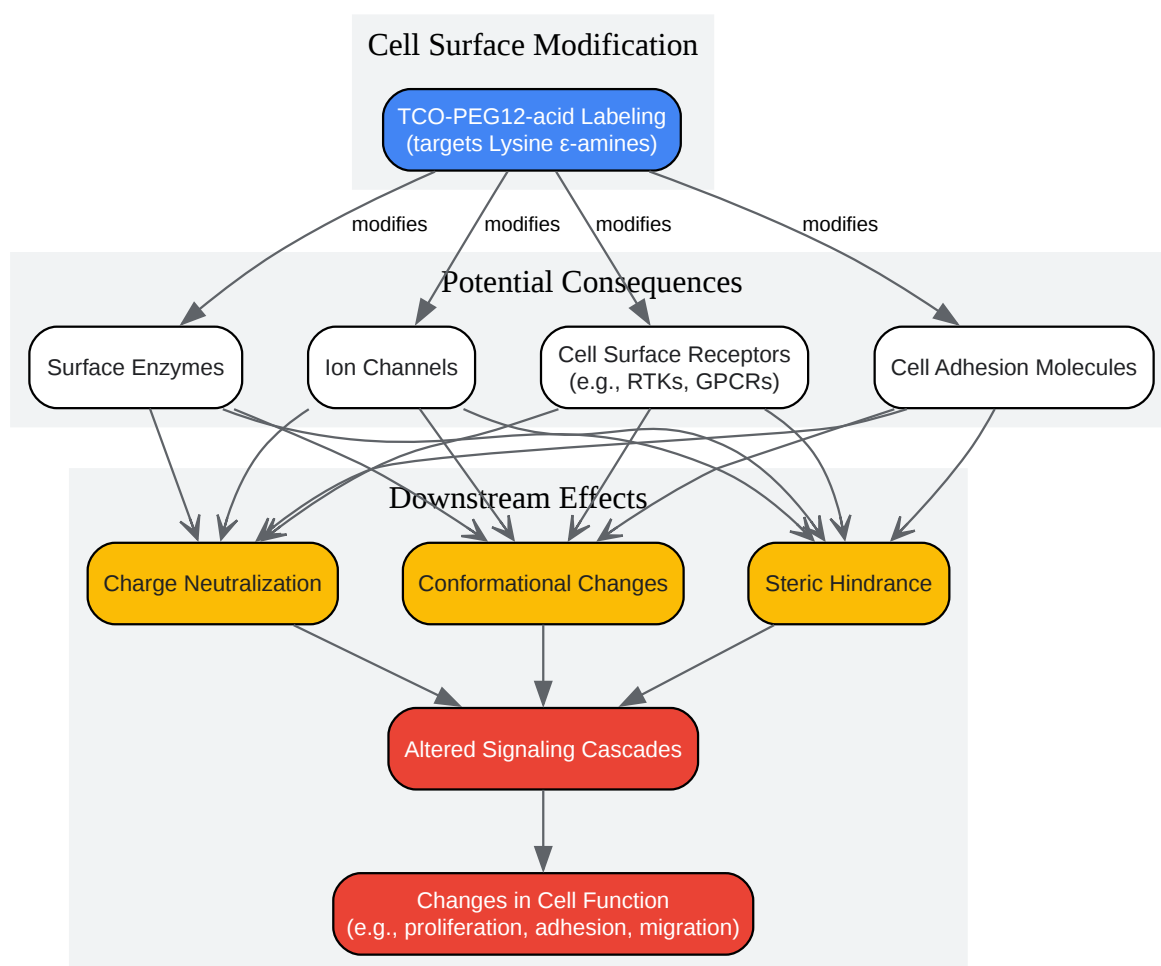 Cell Surface Modification
TCO-PEG12-acid Labeling
(targets Lysine ε-amines)
modifies
modifies
modifies
modifies
Potential Consequences
Surface Enzymes
Ion Channels
Cell Surface Receptors
(e.g., RTKs, GPCRs)
Cell Adhesion Molecules
Downstream Effects
Charge Neutralization
Conformational Changes
Steric Hindrance
Altered Signaling Cascades
Changes in Cell Function
(e.g., proliferation, adhesion, migration)